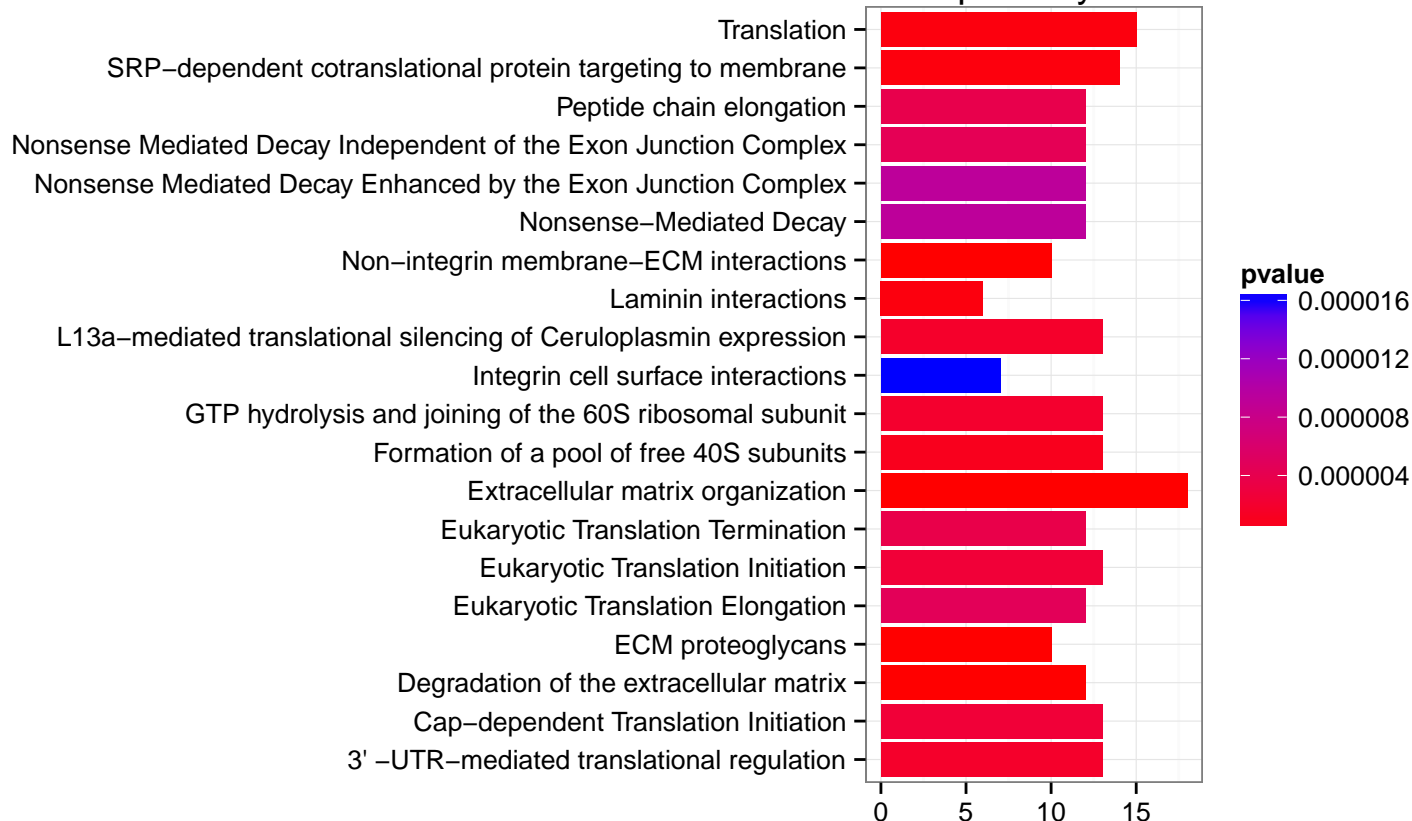 Translation
SRP−dependent cotranslational protein targeting to membrane
Peptide chain elongation
Nonsense Mediated Decay Independent of the Exon Junction Complex
Nonsense Mediated Decay Enhanced by the Exon Junction Complex
Nonsense−Mediated Decay
Non−integrin membrane−ECM interactions
Laminin interactions
L13a−mediated translational silencing of Ceruloplasmin expression
Integrin cell surface interactions
GTP hydrolysis and joining of the 60S ribosomal subunit
Formation of a pool of free 40S subunits
Extracellular matrix organization
Eukaryotic Translation Termination
Eukaryotic Translation Initiation
Eukaryotic Translation Elongation
ECM proteoglycans
Degradation of the extracellular matrix
Cap−dependent Translation Initiation
3' −UTR−mediated translational regulation
0 5 10 15
pvalue
0.000016
0.000012
0.000008
0.000004